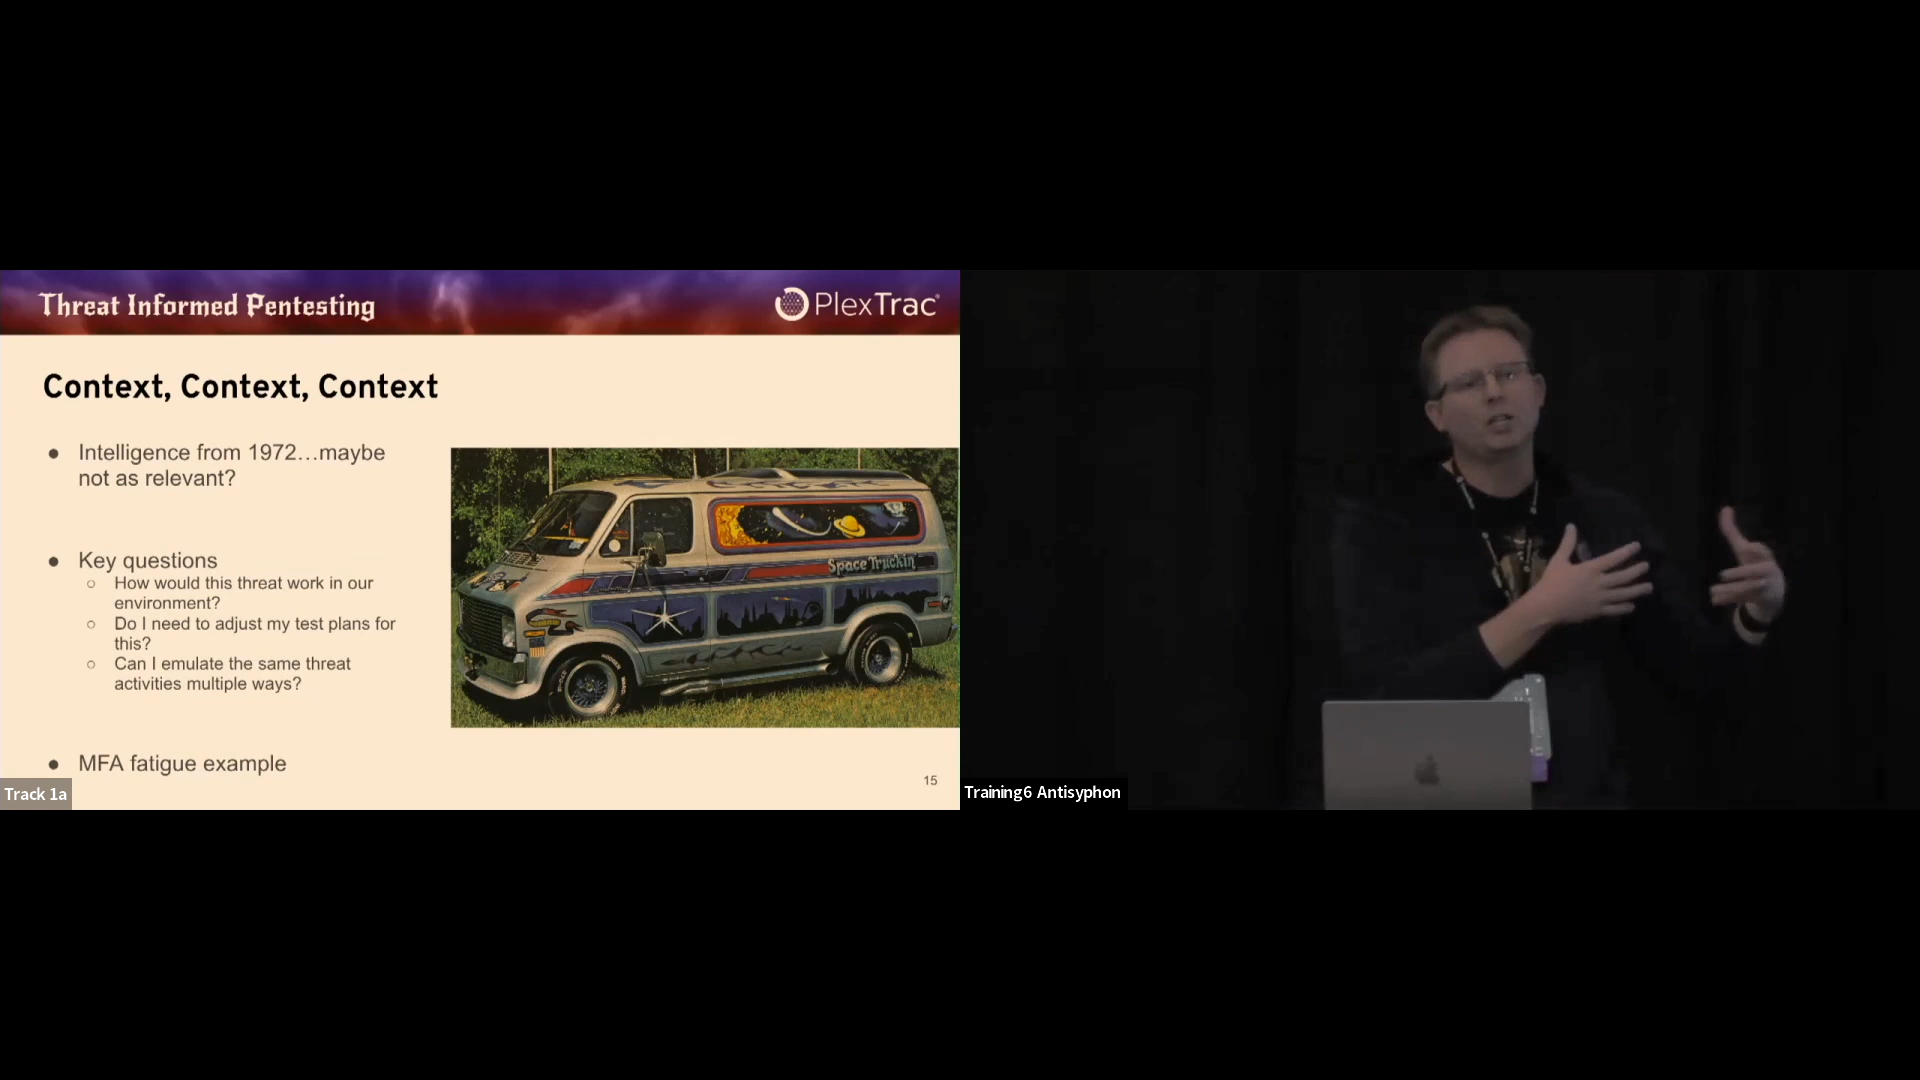 Threat Informed Pentesting
PlexTrac
Context, Context, Context
● Intelligence from 1972...maybe
not as relevant?
● Key questions
○ How would this threat work in our
environment?
○ Do I need to adjust my test plans for
this?
○ Can I emulate the same threat
activities multiple ways?
● MFA fatigue example
Space Truckin'
15
Track 1a
Training6 Antisyphon